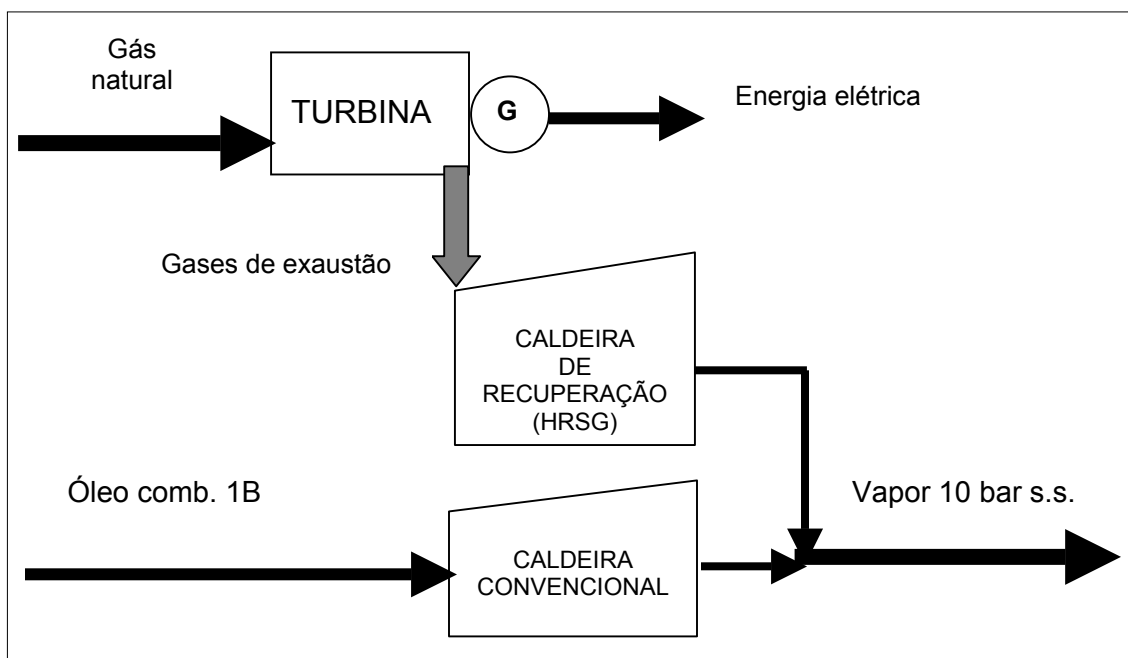 Gás
natural
TURBINA
G
Energia elétrica
Gases de exaustão
CALDEIRA
DE
RECUPERAÇÃO
(HRSG)
Óleo comb. 1B
Vapor 10 bar s.s.
CALDEIRA
CONVENCIONAL